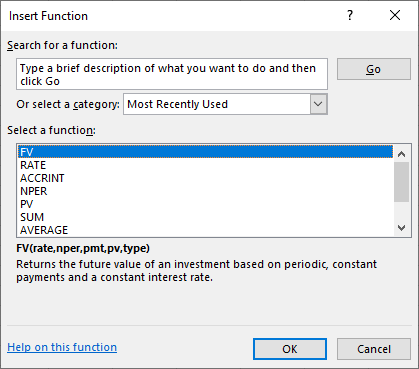 Insert Function
? ×
Search for a function:
Type a brief description of what you want to do and then
click Go
Go
Or select a category: Most Recently Used
Select a function:
FV
RATE
ACCRINT
NPER
PV
SUM
AVERAGE
FV(rate,nper,pmt,pv,type)
Returns the future value of an investment based on periodic, constant
payments and a constant interest rate.
Help on this function
OK
Cancel